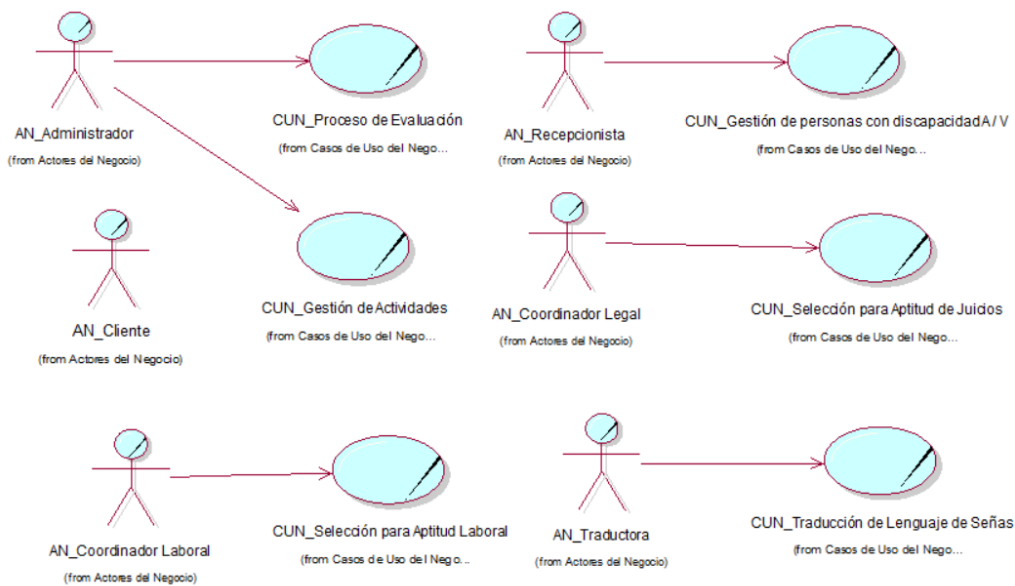 AN_Administrador
(from Actores del Negocio)
CUN_Proceso de Evaluación
(from Casos de Uso del Nego...
AN_Recepcionista
(from Actores del Negocio)
CUN_Gestión de personas con discapacidad A / V
(from Casos de Uso del Nego...
AN_Cliente
(from Actores del Negocio)
CUN_Gestión de Actividades
(from Casos de Uso del Nego...
AN_Coordinador Legal
(from Actores del Negocio)
CUN_Selección para Aptitud de Juicios
(from Casos de Uso del Nego...
AN_Coordinador Laboral
(from Actores del Negocio)
CUN_Selección para Aptitud Laboral
(from Casos de Uso del Nego...
AN_Traductora
(from Actores del Negocio)
CUN_Traducción de Lenguaje de Señas
(from Casos de Uso del Nego...